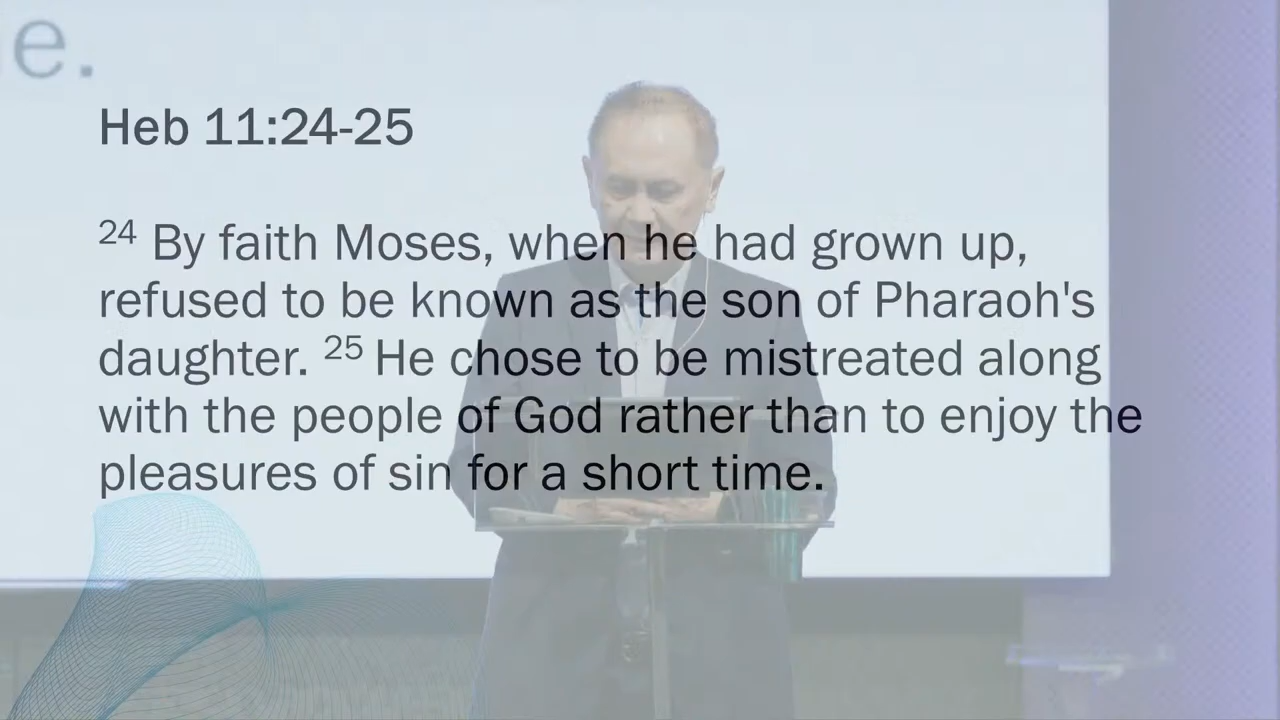 e.
Heb 11:24-25
24 By faith Moses, when he had grown up,
refused to be known as the son of Pharaoh's
daughter. 25 He chose to be mistreated along
with the people of God rather than to enjoy the
pleasures of sin for a short time.